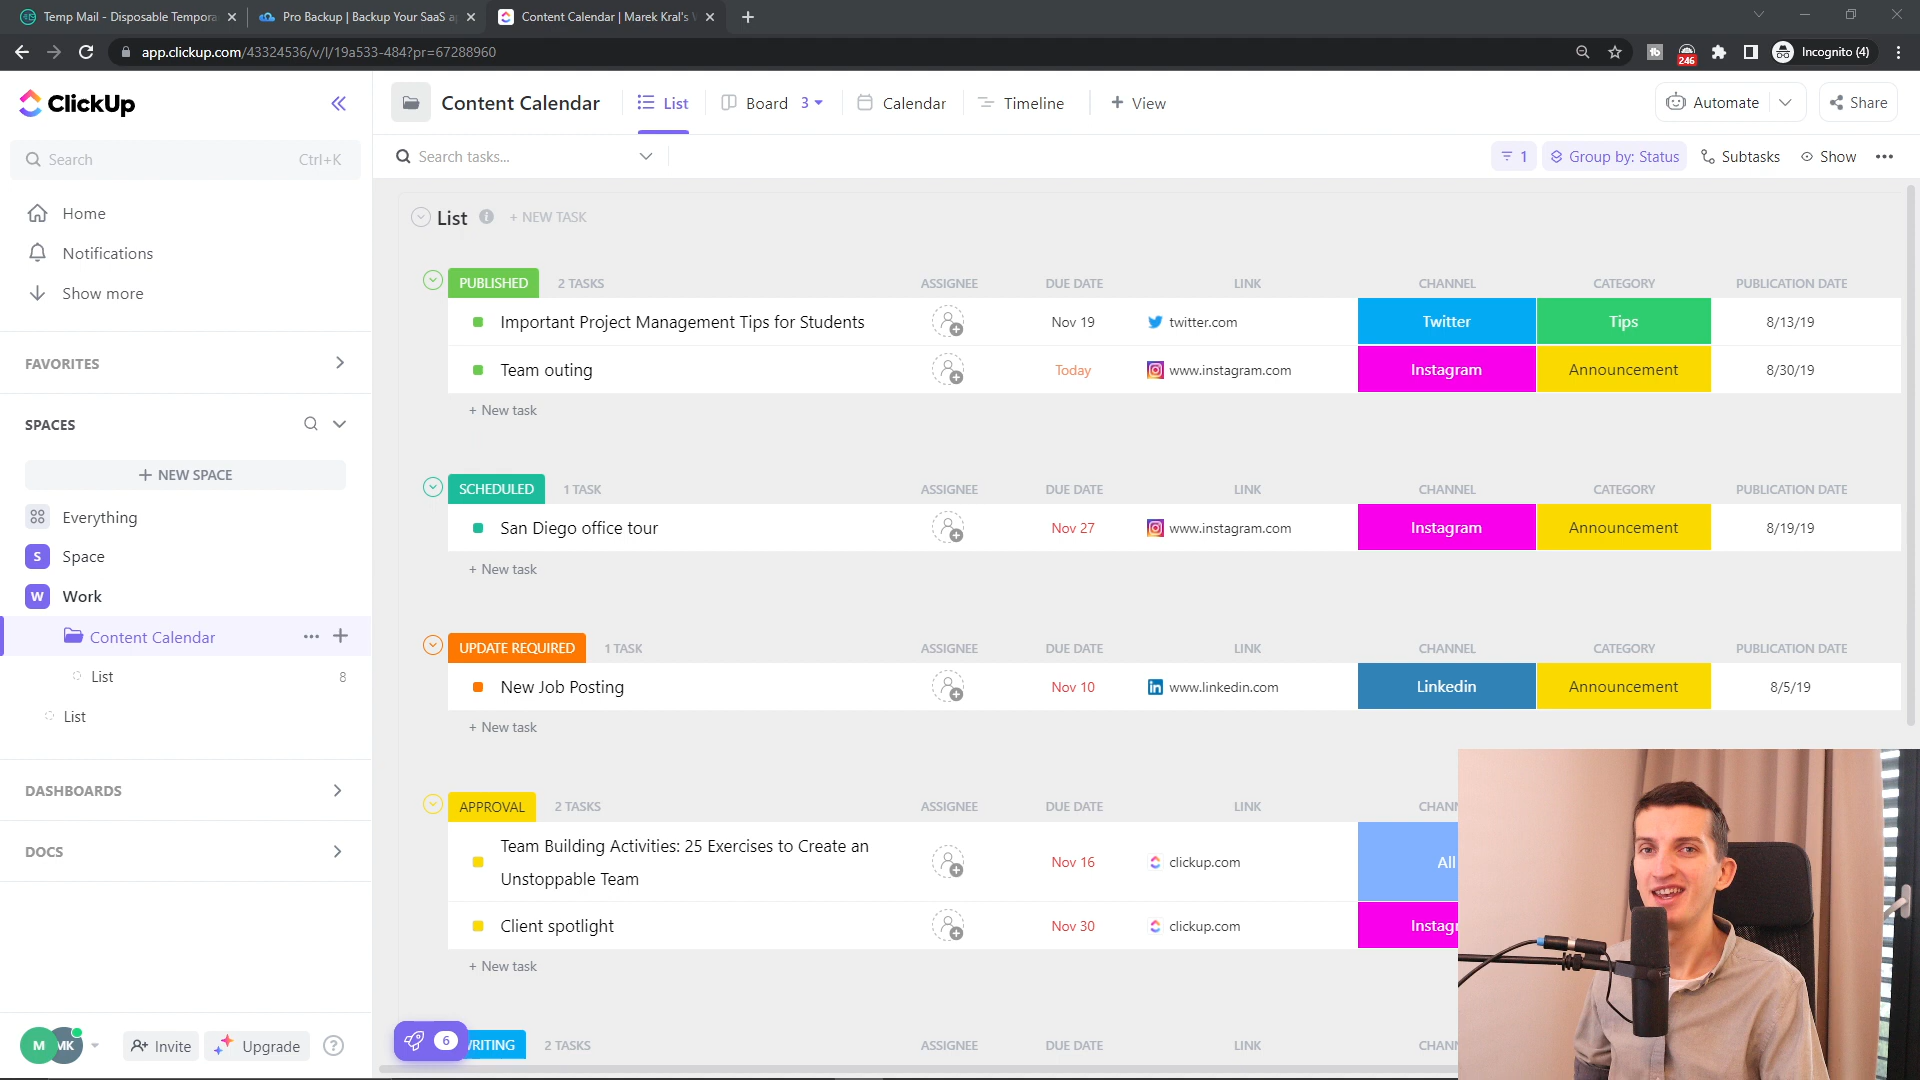 Temp Mail - Disposable Tempora
Pro Backup | Backup Your SaaS a
Content Calendar | Marek Kral's
app.clickup.com/43324536/v/l/19a533-484?pr=67288960
246
Incognito (4)
ClickUp
Content Calendar
List
Board 3
Calendar
Timeline
+ View
Automate
Share
Search Ctrl+K
Search tasks...
1
Group by: Status
Subtasks
Show
Home
Notifications
Show more
FAVORITES
SPACES
+ NEW SPACE
Everything
S Space
W Work
Content Calendar
List 8
List
DASHBOARDS
DOCS
M MK
Invite
Upgrade
?
6
List + NEW TASK
PUBLISHED 2 TASKS ASSIGNEE DUE DATE LINK CHANNEL CATEGORY PUBLICATION DATE
Important Project Management Tips for Students Nov 19 twitter.com Twitter Tips 8/13/19
Team outing Today www.instagram.com Instagram Announcement 8/30/19
+ New task
SCHEDULED 1 TASK ASSIGNEE DUE DATE LINK CHANNEL CATEGORY PUBLICATION DATE
San Diego office tour Nov 27 www.instagram.com Instagram Announcement 8/19/19
+ New task
UPDATE REQUIRED 1 TASK ASSIGNEE DUE DATE LINK CHANNEL CATEGORY PUBLICATION DATE
New Job Posting Nov 10 www.linkedin.com Linkedin Announcement 8/5/19
+ New task
APPROVAL 2 TASKS ASSIGNEE DUE DATE LINK CHANN
Team Building Activities: 25 Exercises to Create an
Unstoppable Team Nov 16 clickup.com All
Client spotlight Nov 30 clickup.com Instagr
+ New task
RITING 2 TASKS ASSIGNEE DUE DATE LINK CHANN